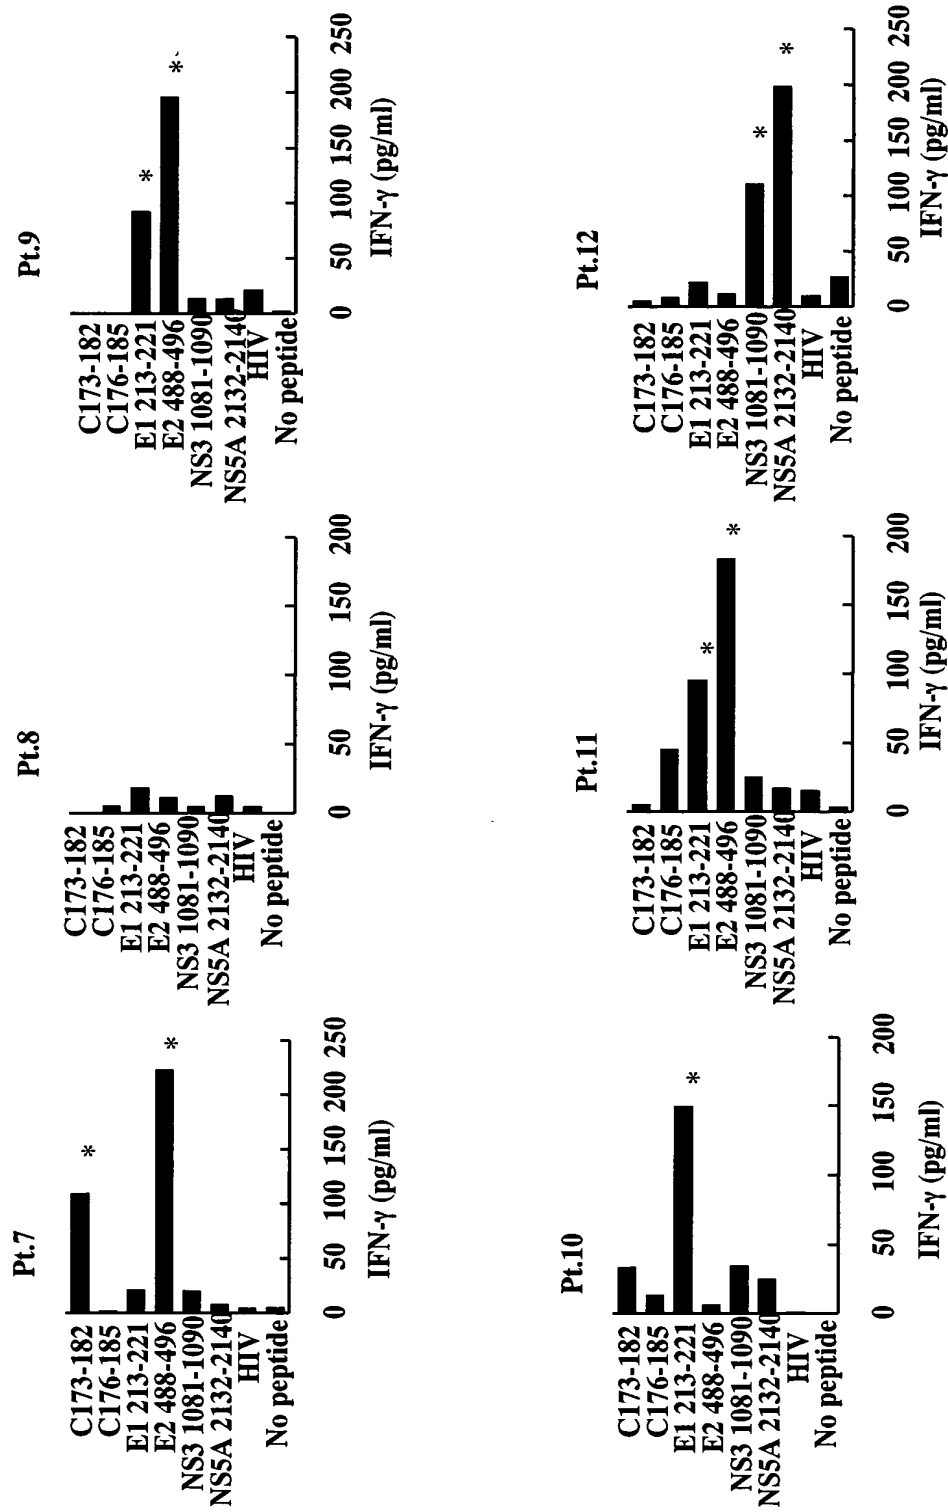 Pt.7
C173-182
C176-185
E1 213-221
E2 488-496
NS3 1081-1090
NS5A 2132-2140
HIV
No peptide
0 50 100 150 200 250
IFN-γ (pg/ml)
*
*
Pt.8
C173-182
C176-185
E1 213-221
E2 488-496
NS3 1081-1090
NS5A 2132-2140
HIV
No peptide
0 50 100 150 200
IFN-γ (pg/ml)
Pt.9
C173-182
C176-185
E1 213-221
E2 488-496
NS3 1081-1090
NS5A 2132-2140
HIV
No peptide
0 50 100 150 200 250
IFN-γ (pg/ml)
*
*
Pt.10
C173-182
C176-185
E1 213-221
E2 488-496
NS3 1081-1090
NS5A 2132-2140
HIV
No peptide
0 50 100 150 200
IFN-γ (pg/ml)
*
Pt.11
C173-182
C176-185
E1 213-221
E2 488-496
NS3 1081-1090
NS5A 2132-2140
HIV
No peptide
0 50 100 150 200
IFN-γ (pg/ml)
*
*
Pt.12
C173-182
C176-185
E1 213-221
E2 488-496
NS3 1081-1090
NS5A 2132-2140
HIV
No peptide
0 50 100 150 200 250
IFN-γ (pg/ml)
*
*